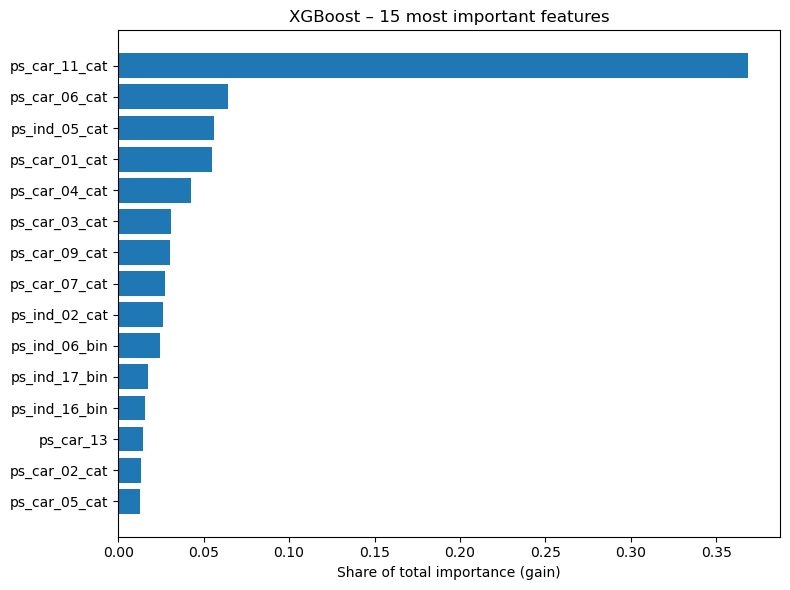 XGBoost – 15 most important features
ps_car_11_cat
ps_car_06_cat
ps_ind_05_cat
ps_car_01_cat
ps_car_04_cat
ps_car_03_cat
ps_car_09_cat
ps_car_07_cat
ps_ind_02_cat
ps_ind_06_bin
ps_ind_17_bin
ps_ind_16_bin
ps_car_13
ps_car_02_cat
ps_car_05_cat
0.00 0.05 0.10 0.15 0.20 0.25 0.30 0.35
Share of total importance (gain)